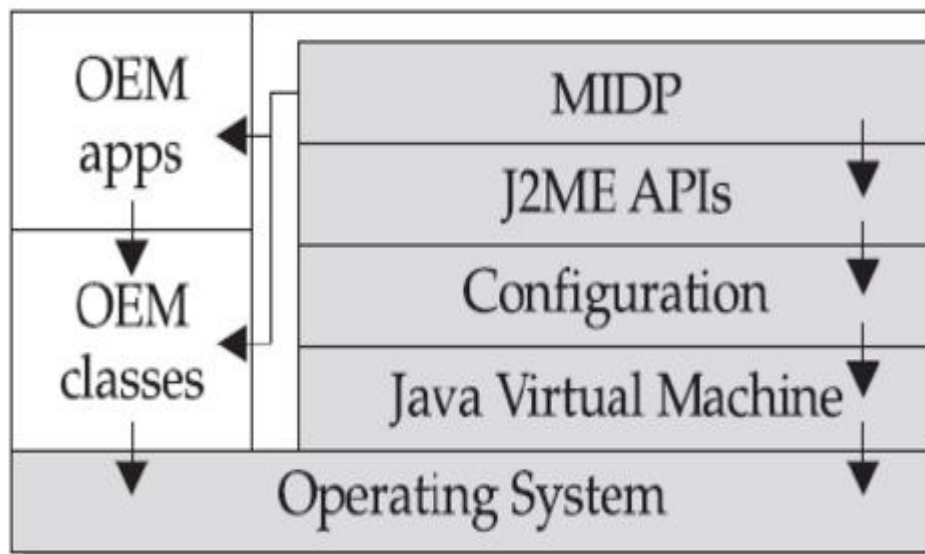 OEM
apps
OEM
classes
MIDP
J2ME APIs
Configuration
Java Virtual Machine
Operating System